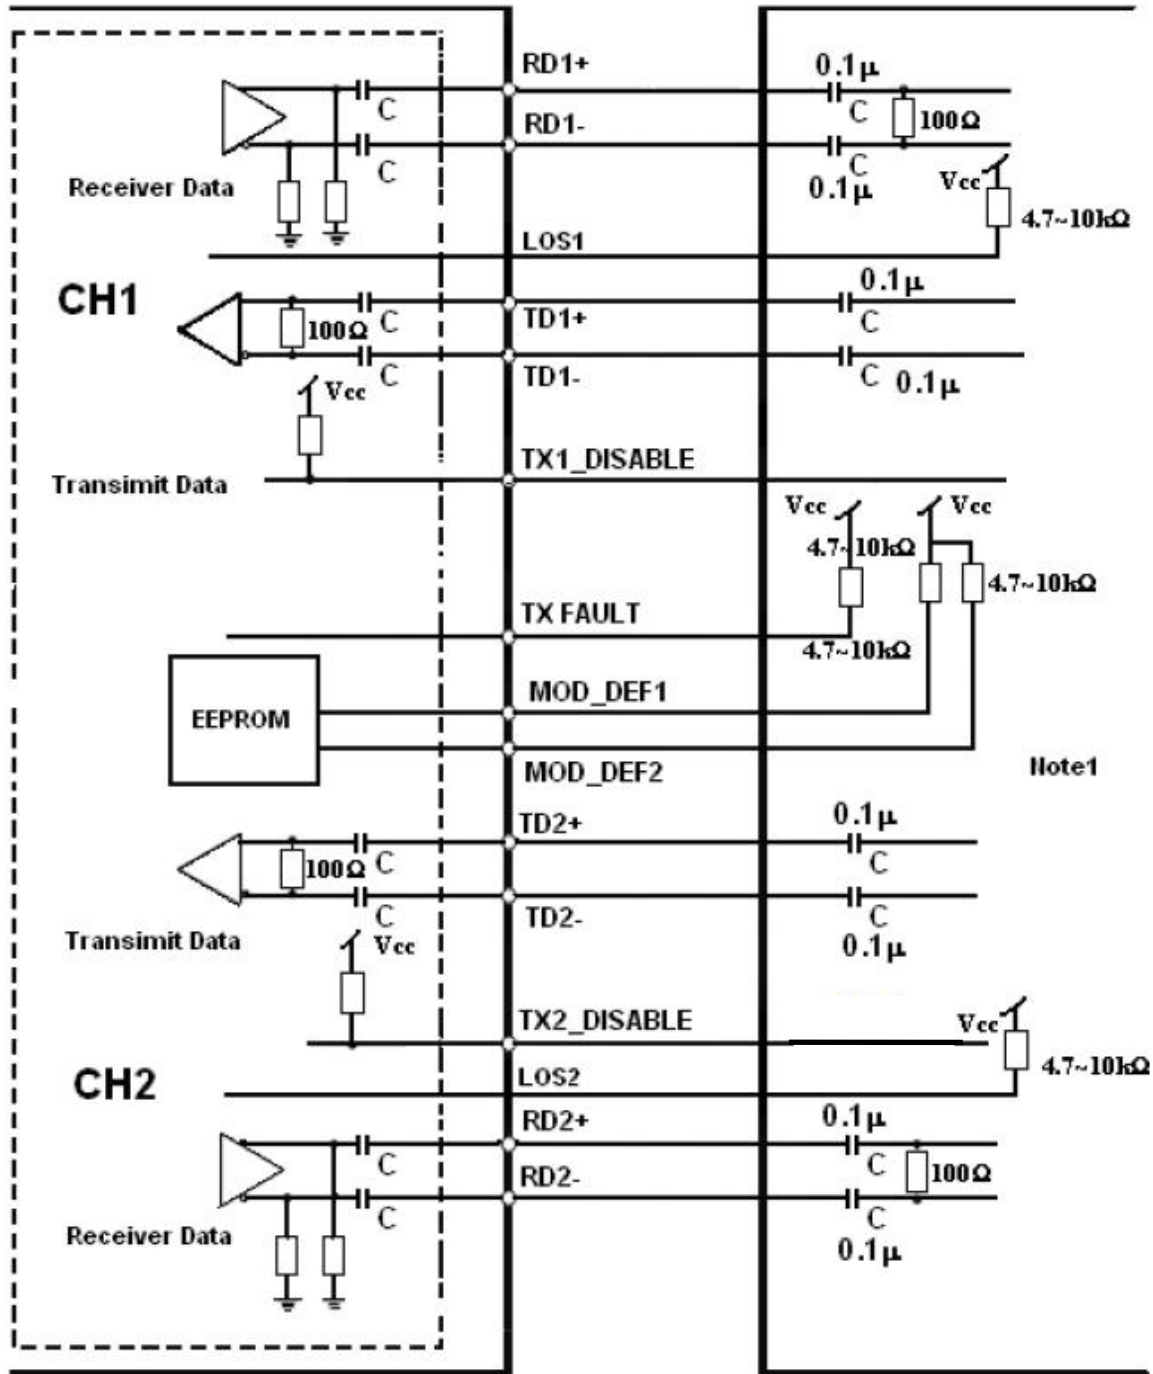 RD1+
0.1μ
C
C
100Ω
RD1-
C
C
0.1μ
Receiver Data
Vcc
4.7~10kΩ
LOS1
CH1
0.1μ
100Ω
C
TD1+
C
C
TD1-
C
0.1μ
Vcc
TX1_DISABLE
Transimit Data
Vcc
Vcc
4.7~10kΩ
4.7~10kΩ
TX FAULT
4.7~10kΩ
MOD_DEF1
EEPROM
MOD_DEF2
Note1
TD2+
0.1μ
100Ω
C
C
C
TD2-
C
0.1μ
Transimit Data
Vcc
TX2_DISABLE
Vcc
4.7~10kΩ
CH2
LOS2
RD2+
0.1μ
C
C
100Ω
RD2-
C
C
0.1μ
Receiver Data